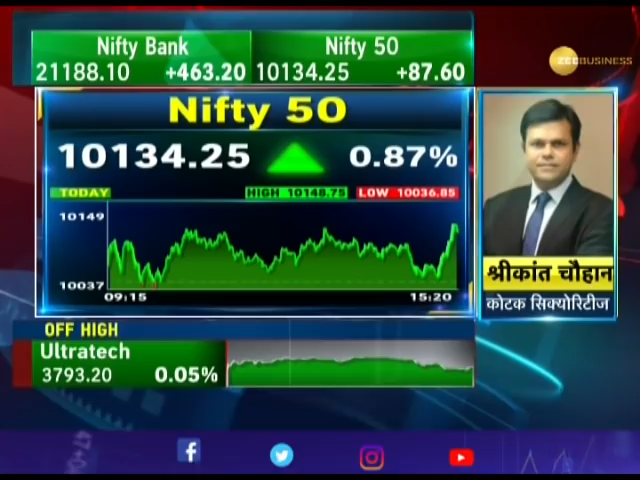 Nifty Bank
21188.10 +463.20
Nifty 50
10134.25 +87.60
ZEEBUSINESS
Nifty 50
10134.25 0.87%
TODAY HIGH 10148.75 LOW 10036.85
10149
10037
09:15 15:20
श्रीकांत चौहान
कोटक सिक्योरिटीज
OFF HIGH
Ultratech
3793.20 0.05%